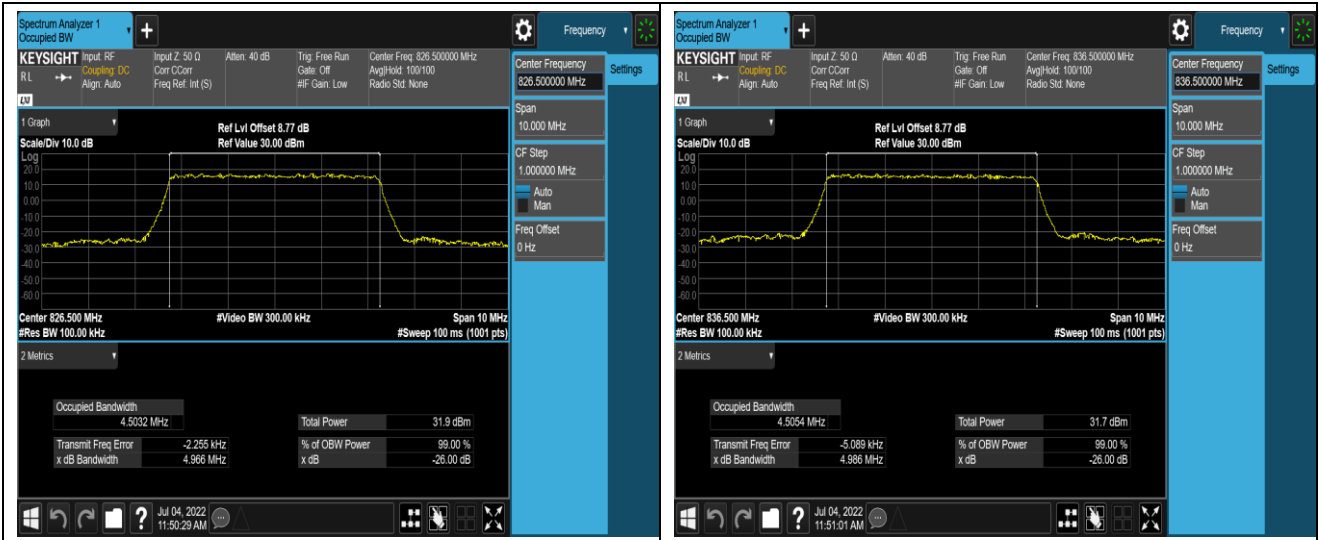 Spectrum Analyzer 1
Occupied BW
Frequency
KEYSIGHT Input: RF Input Z: 50 Ω Atten: 40 dB Trig: Free Run Center Freq: 826.500000 MHz
R L Coupling: DC Corr CCorr Gate: Off Avg|Hold: 100/100
Align: Auto Freq Ref: Int (S) #IF Gain: Low Radio Std: None
LXI
Center Frequency
826.500000 MHz
Settings
Span
10.000 MHz
CF Step
1.000000 MHz
Auto
Man
Freq Offset
0 Hz
1 Graph
Ref Lvl Offset 8.77 dB
Scale/Div 10.0 dB Ref Value 30.00 dBm
Log
20.0
10.0
0.00
-10.0
-20.0
-30.0
-40.0
-50.0
-60.0
Center 826.500 MHz #Video BW 300.00 kHz Span 10 MHz
#Res BW 100.00 kHz #Sweep 100 ms (1001 pts)
2 Metrics
Occupied Bandwidth
4.5032 MHz Total Power 31.9 dBm
Transmit Freq Error -2.255 kHz % of OBW Power 99.00 %
x dB Bandwidth 4.966 MHz x dB -26.00 dB
? Jul 04, 2022
11:50:29 AM
Spectrum Analyzer 1
Occupied BW
Frequency
KEYSIGHT Input: RF Input Z: 50 Ω Atten: 40 dB Trig: Free Run Center Freq: 836.500000 MHz
R L Coupling: DC Corr CCorr Gate: Off Avg|Hold: 100/100
Align: Auto Freq Ref: Int (S) #IF Gain: Low Radio Std: None
LXI
Center Frequency
836.500000 MHz
Settings
Span
10.000 MHz
CF Step
1.000000 MHz
Auto
Man
Freq Offset
0 Hz
1 Graph
Ref Lvl Offset 8.77 dB
Scale/Div 10.0 dB Ref Value 30.00 dBm
Log
20.0
10.0
0.00
-10.0
-20.0
-30.0
-40.0
-50.0
-60.0
Center 836.500 MHz #Video BW 300.00 kHz Span 10 MHz
#Res BW 100.00 kHz #Sweep 100 ms (1001 pts)
2 Metrics
Occupied Bandwidth
4.5054 MHz Total Power 31.7 dBm
Transmit Freq Error -5.089 kHz % of OBW Power 99.00 %
x dB Bandwidth 4.986 MHz x dB -26.00 dB
? Jul 04, 2022
11:51:01 AM